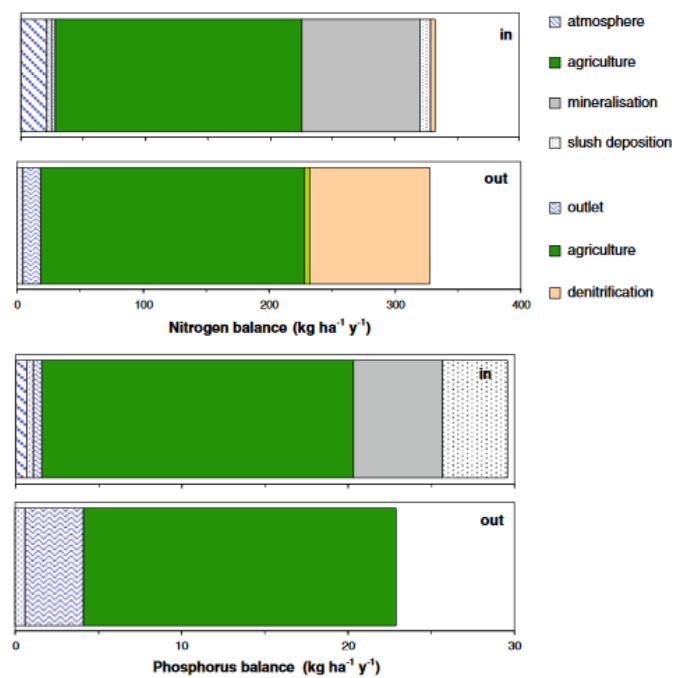 in
atmosphere
agriculture
mineralisation
slush deposition
out
outlet
agriculture
denitrification
0 100 200 300 400
Nitrogen balance (kg ha⁻¹ y⁻¹)
in
out
0 10 20 30
Phosphorus balance (kg ha⁻¹ y⁻¹)